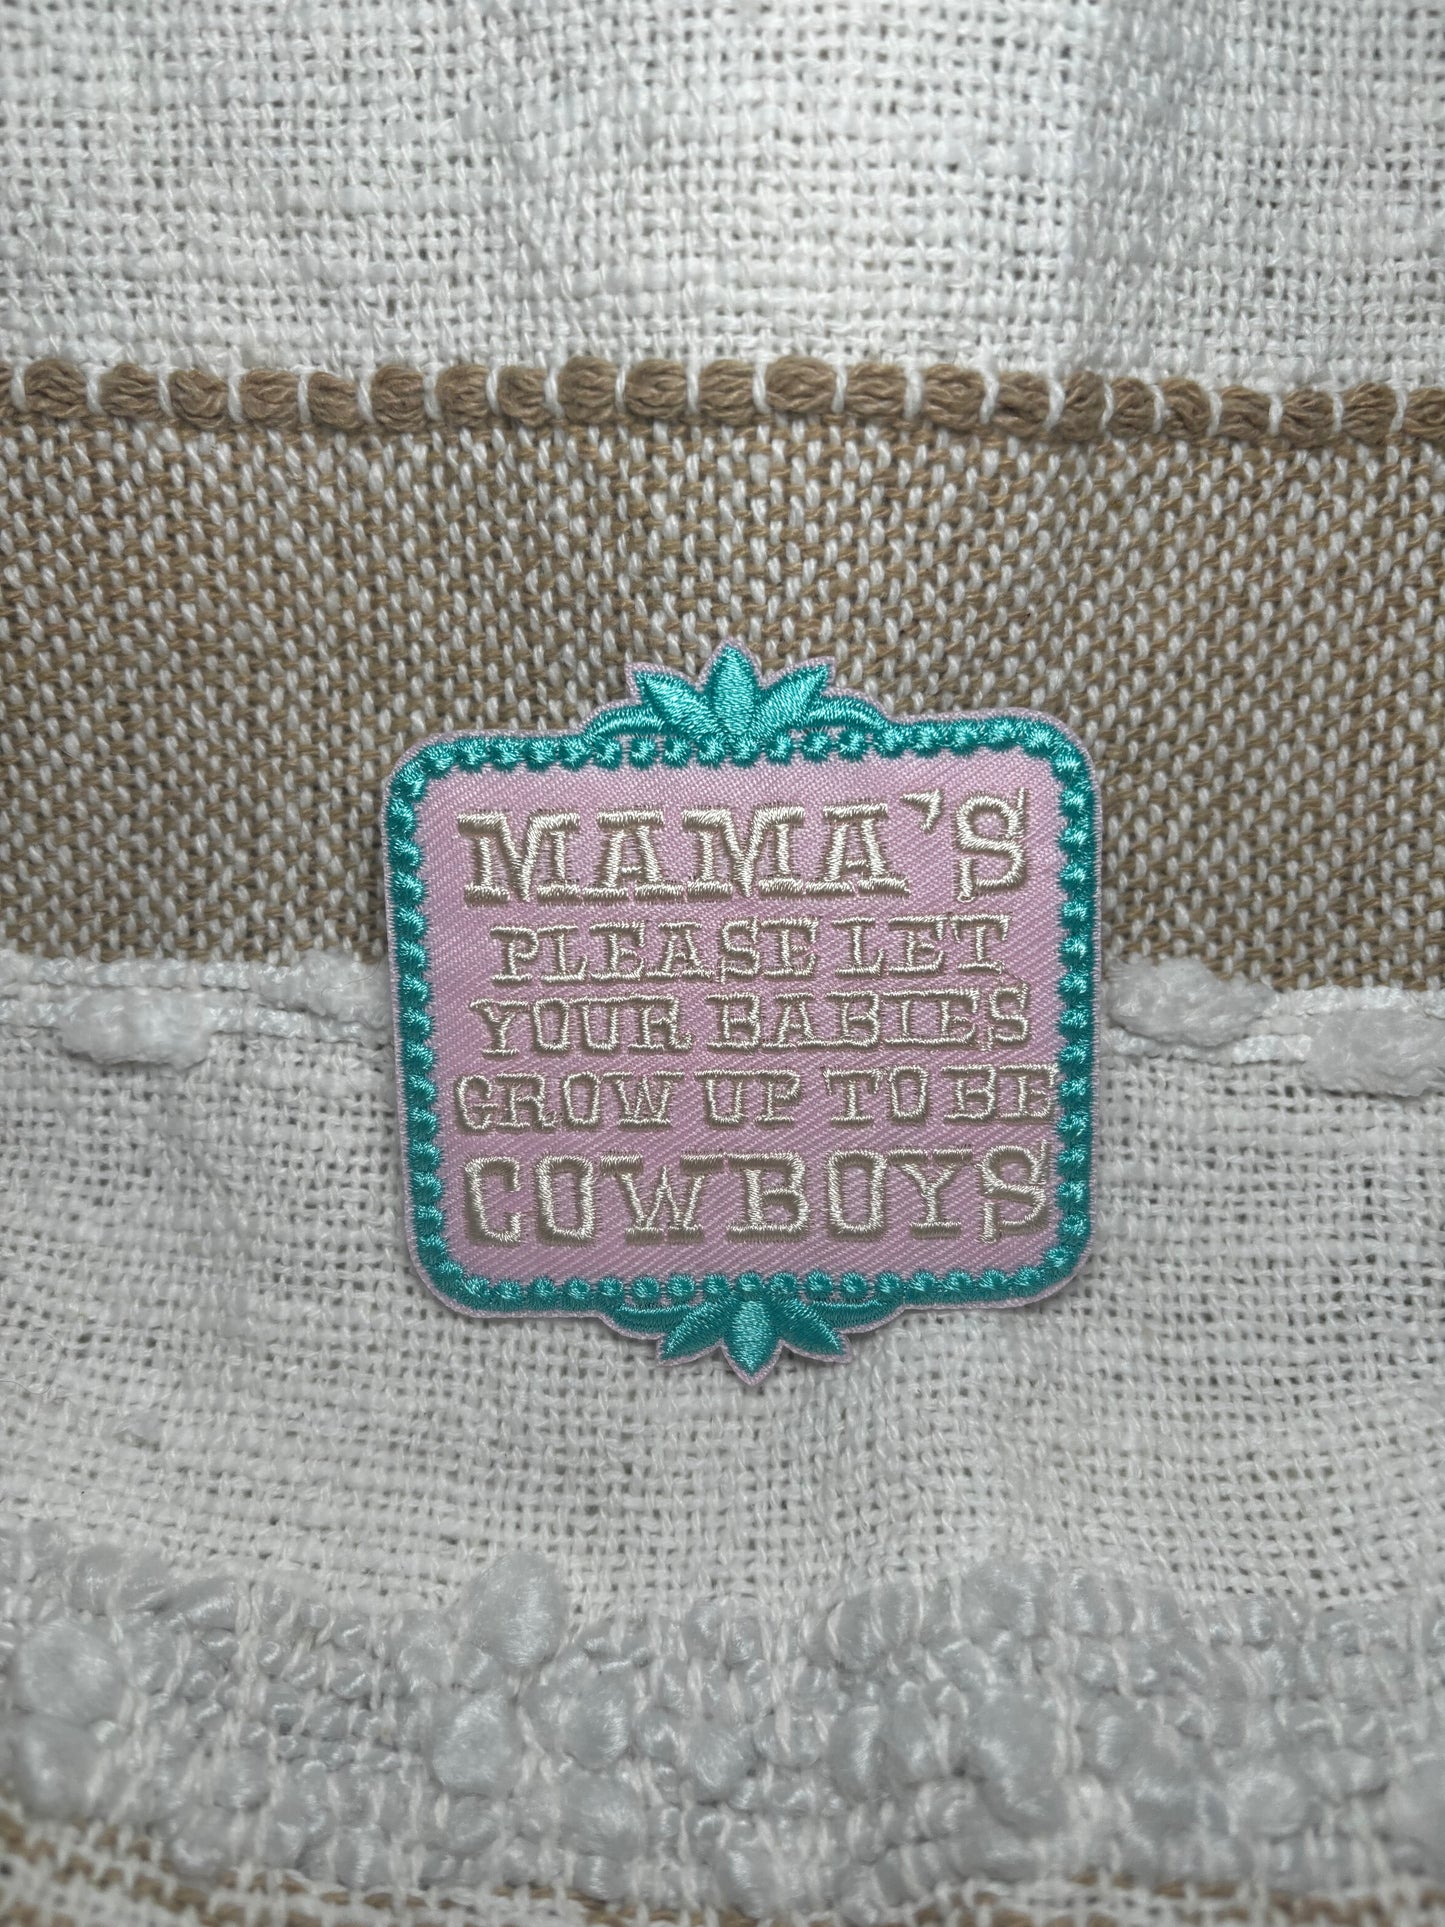 MAMA'S
PLEASE LET
YOUR BABIES
GROW UP TO BE
COWBOYS